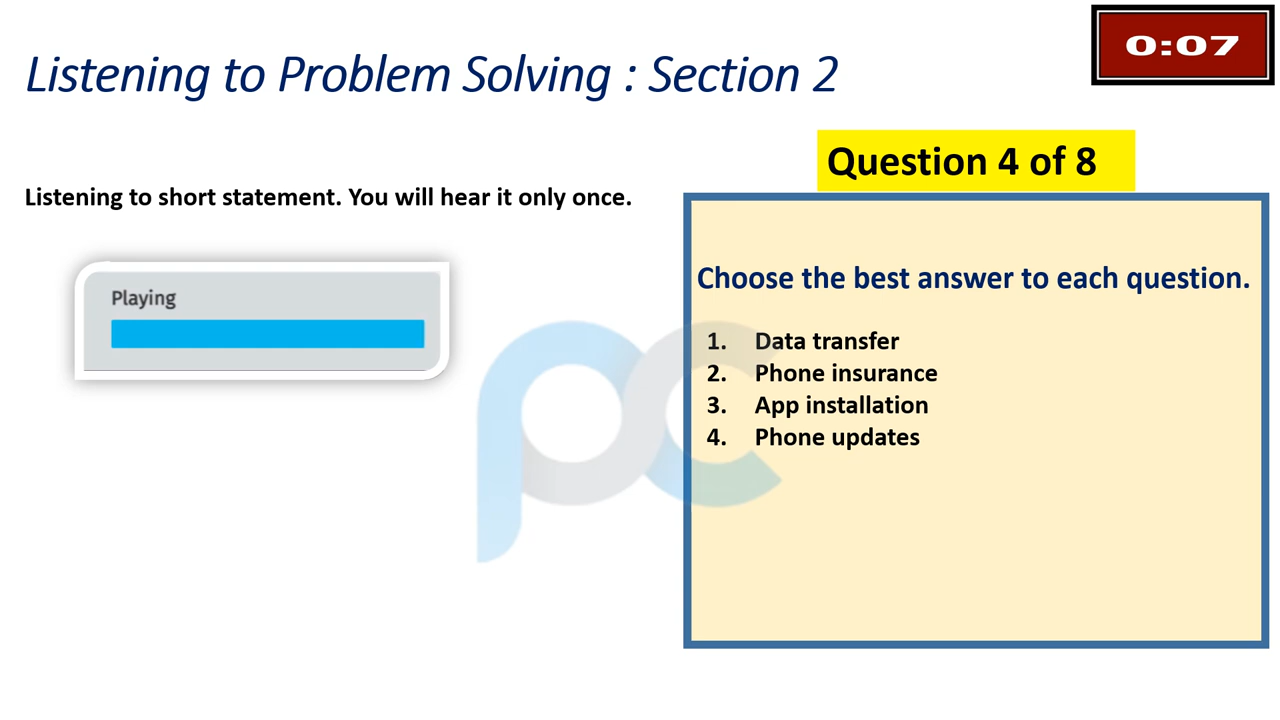 0:07
Listening to Problem Solving : Section 2
Question 4 of 8
Listening to short statement. You will hear it only once.
Playing
Choose the best answer to each question.
1. Data transfer
2. Phone insurance
3. App installation
4. Phone updates
pc